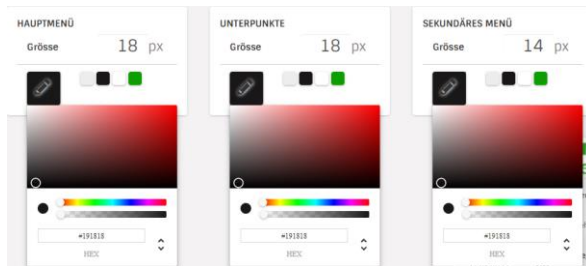 HAUPTMENÜ
Grösse 18 px
#191818
HEX
UNTERPUNKTE
Grösse 18 px
#191818
HEX
SEKUNDÄRES MENÜ
Grösse 14 px
#191818
HEX